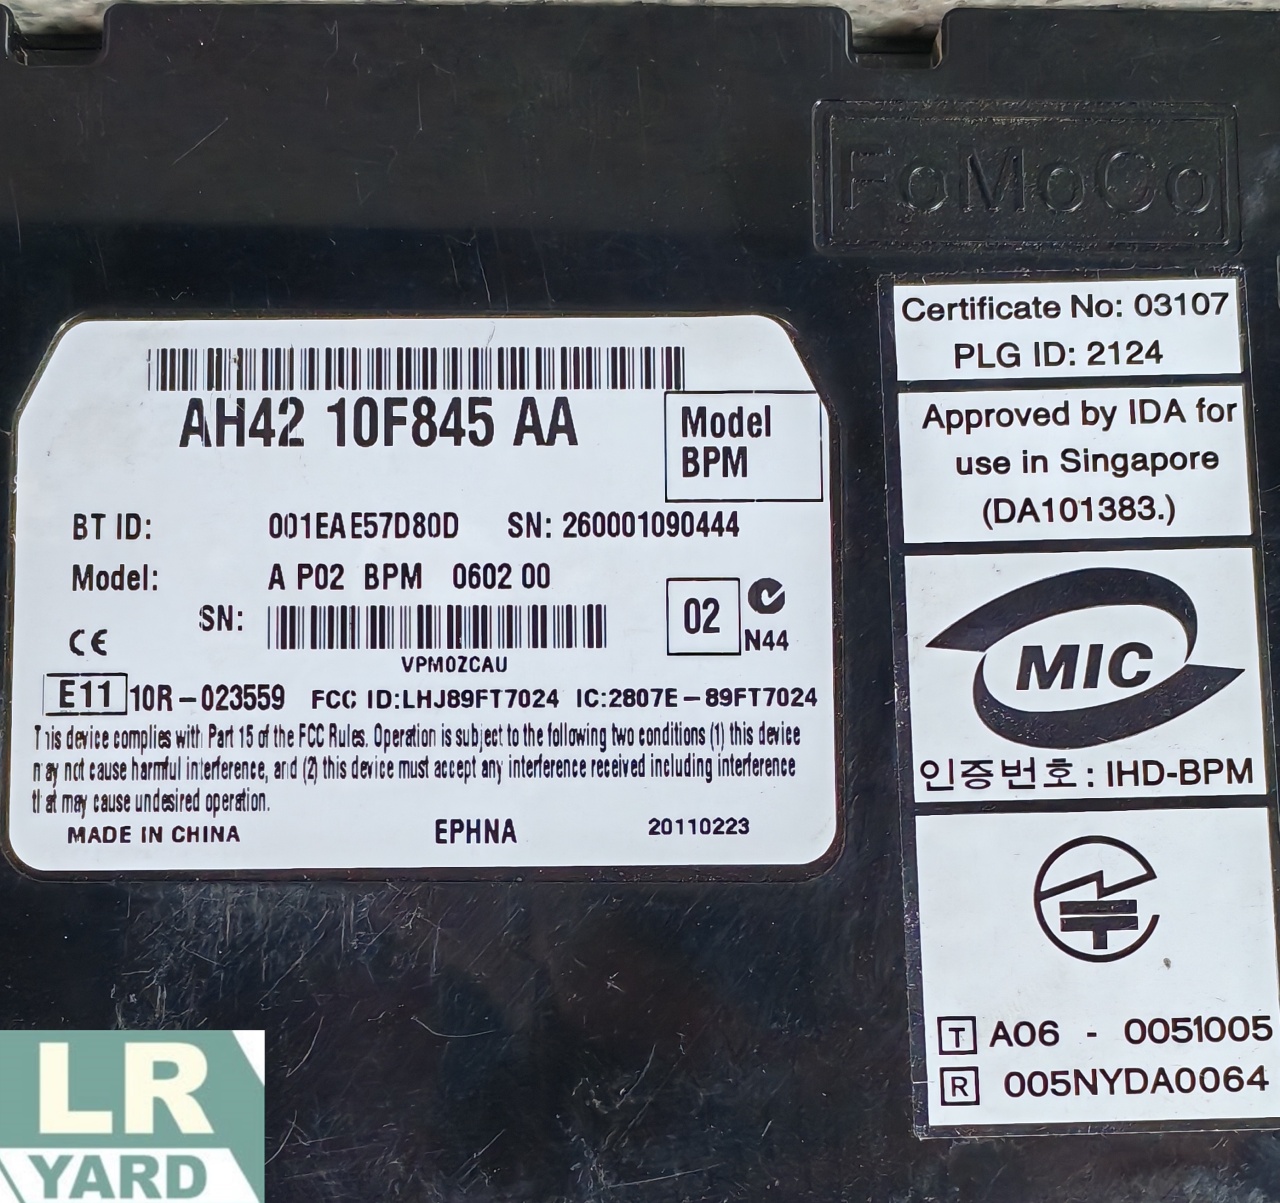 FoMoCo
Certificate No: 03107
PLG ID: 2124
Approved by IDA for
use in Singapore
(DA101383.)
MIC
인증번호 : IHD-BPM
T A06 - 0051005
R 005NYDA0064
AH42 10F845 AA
Model
BPM
BT ID: 001EAE57D80D SN: 260001090444
Model: A P02 BPM 0602 00
SN:
VPM0ZCAU
02
N44
CE
E11 10R-023559 FCC ID:LHJ89FT7024 IC:2807E-89FT7024
This device complies with Part 15 of the FCC Rules. Operation is subject to the following two conditions (1) this device
may not cause harmful interference, and (2) this device must accept any interference received including interference
that may cause undesired operation.
MADE IN CHINA EPHNA 20110223
LR
YARD